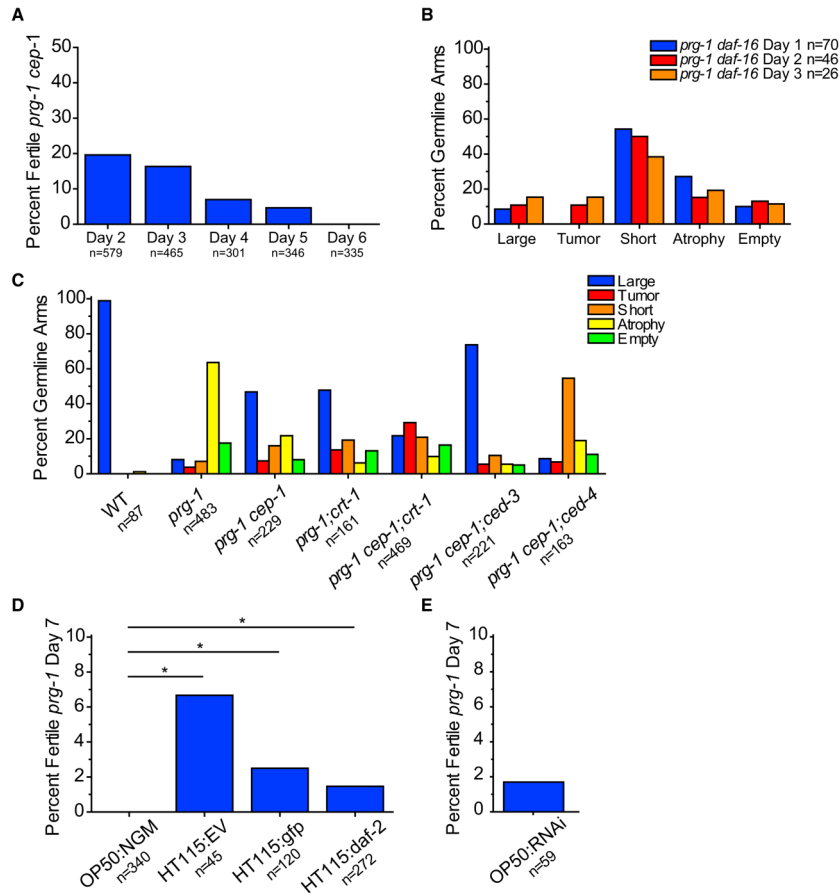 A
Percent Fertile prg-1 cep-1
50
40
30
20
10
0
Day 2 Day 3 Day 4 Day 5 Day 6
n=579 n=465 n=301 n=346 n=335
B
Percent Germline Arms
100
80
60
40
20
0
prg-1 daf-16 Day 1 n=70
prg-1 daf-16 Day 2 n=46
prg-1 daf-16 Day 3 n=26
Large Tumor Short Atrophy Empty
C
Percent Germline Arms
100
80
60
40
20
0
Large
Tumor
Short
Atrophy
Empty
WT
n=87
prg-1
n=483
prg-1 cep-1
n=229
prg-1;crt-1
n=161
prg-1 cep-1;crt-1
n=469
prg-1 cep-1;ced-3
n=221
prg-1 cep-1;ced-4
n=163
D
Percent Fertile prg-1 Day 7
10
8
6
4
2
0
*
*
*
OP50:NGM
n=340
HT115:EV
n=45
HT115:gfp
n=120
HT115:daf-2
n=272
E
Percent Fertile prg-1 Day 7
10
8
6
4
2
0
OP50:RNAi
n=59